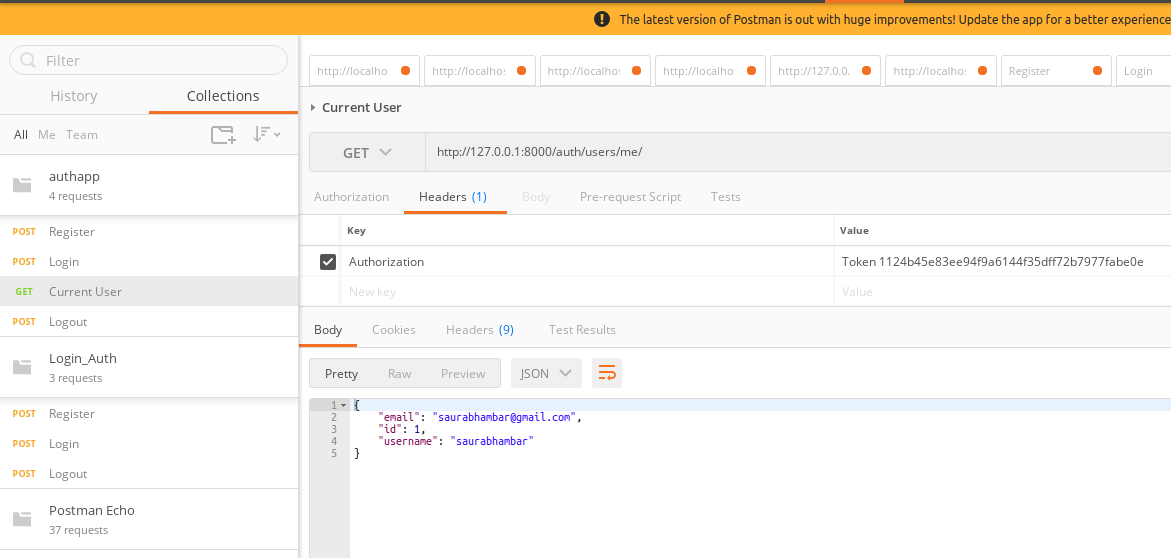 The latest version of Postman is out with huge improvements! Update the app for a better experience
Filter
History Collections
All Me Team
authapp
4 requests
POST Register
POST Login
GET Current User
POST Logout
Login_Auth
3 requests
POST Register
POST Login
POST Logout
Postman Echo
37 requests
http://localho http://localhos http://localhos http://localho http://127.0.0. http://localhos Register Login
Current User
GET http://127.0.0.1:8000/auth/users/me/
Authorization Headers (1) Body Pre-request Script Tests
Key Value
Authorization Token 1124b45e83ee94f9a6144f35dff72b7977fabe0e
New key Value
Body Cookies Headers (9) Test Results
Pretty Raw Preview JSON
1 {
2 "email": "saurabhambar@gmail.com",
3 "id": 1,
4 "username": "saurabhambar"
5 }